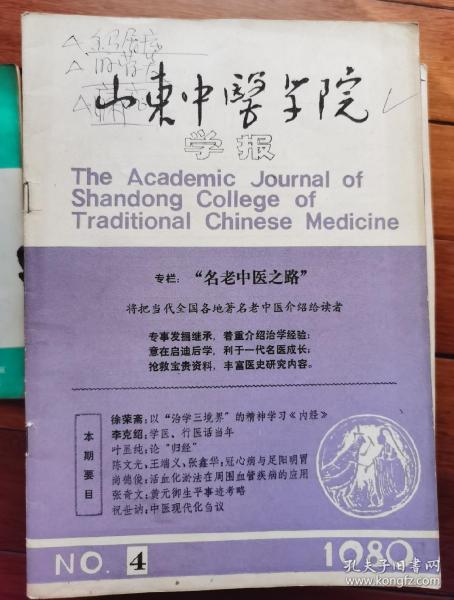 山东中醫学院
学报
The Academic Journal of
Shandong College of
Traditional Chinese Medicine
专栏: “名老中医之路”
将把当代全国各地著名老中医介绍给读者
专事发掘继承, 着重介绍治学经验;
意在启迪后学, 利于一代名医成长;
抢救宝贵资料, 丰富医史研究内容。
本期要目
徐荣斋: 以“治学三境界”的精神学习《内经》
李克绍: 学医、行医话当年
叶显纯: 论“归经”
陈文光, 王端义、张鑫华: 冠心病与足阳明胃
尚德俊: 活血化淤法在周围血管疾病的应用
张奇文: 黄元御生平事迹考略
祝世讷: 中医现代化刍议
NO. 4
1980
孔夫子旧书网
www.kongfz.com